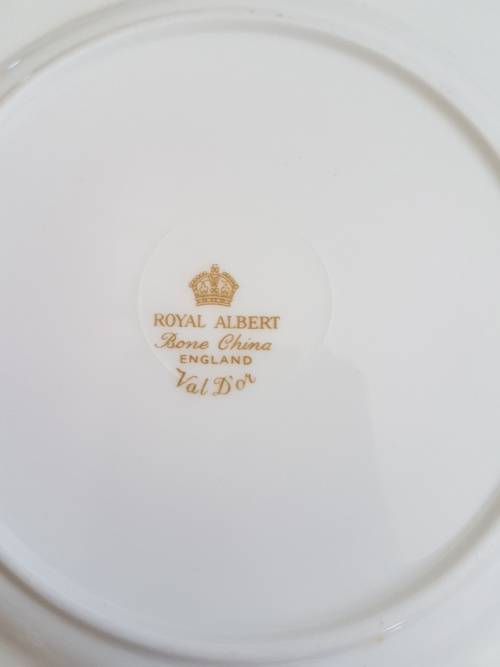 ROYAL ALBERT
Bone China
ENGLAND
Val D'or